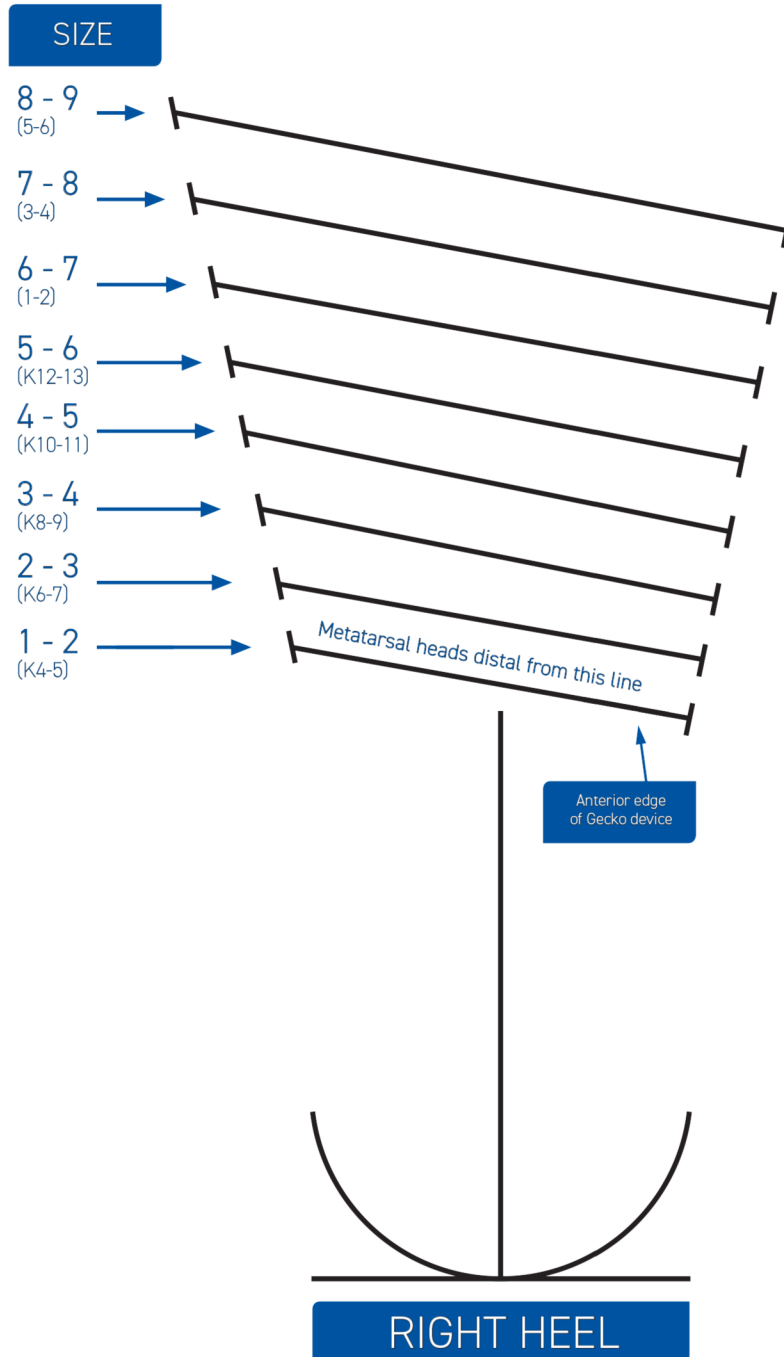 SIZE
8 - 9
(5-6)
7 - 8
(3-4)
6 - 7
(1-2)
5 - 6
(K12-13)
4 - 5
(K10-11)
3 - 4
(K8-9)
2 - 3
(K6-7)
1 - 2
(K4-5)
Metatarsal heads distal from this line
Anterior edge
of Gecko device
RIGHT HEEL